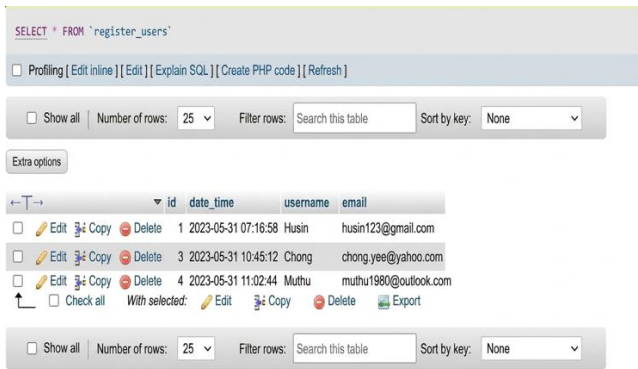 SELECT * FROM `register_users`
Profiling [ Edit inline ] [ Edit ] [ Explain SQL ] [ Create PHP code ] [ Refresh ]
Show all Number of rows: 25 Filter rows: Search this table Sort by key: None
Extra options
←T→ ▼ id date_time username email
Edit Copy Delete 1 2023-05-31 07:16:58 Husin husin123@gmail.com
Edit Copy Delete 3 2023-05-31 10:45:12 Chong chong.yee@yahoo.com
Edit Copy Delete 4 2023-05-31 11:02:44 Muthu muthu1980@outlook.com
Check all With selected: Edit Copy Delete Export
Show all Number of rows: 25 Filter rows: Search this table Sort by key: None